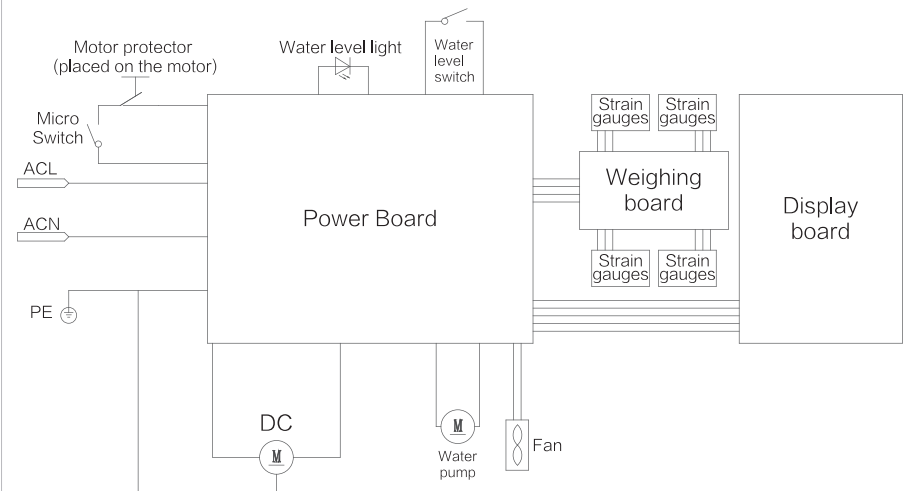 Motor protector
(placed on the motor)
Water level light
Water
level
switch
Micro
Switch
ACL
ACN
PE
Power Board
Strain
gauges
Strain
gauges
Weighing
board
Strain
gauges
Strain
gauges
Display
board
DC
M
M
Water
pump
Fan